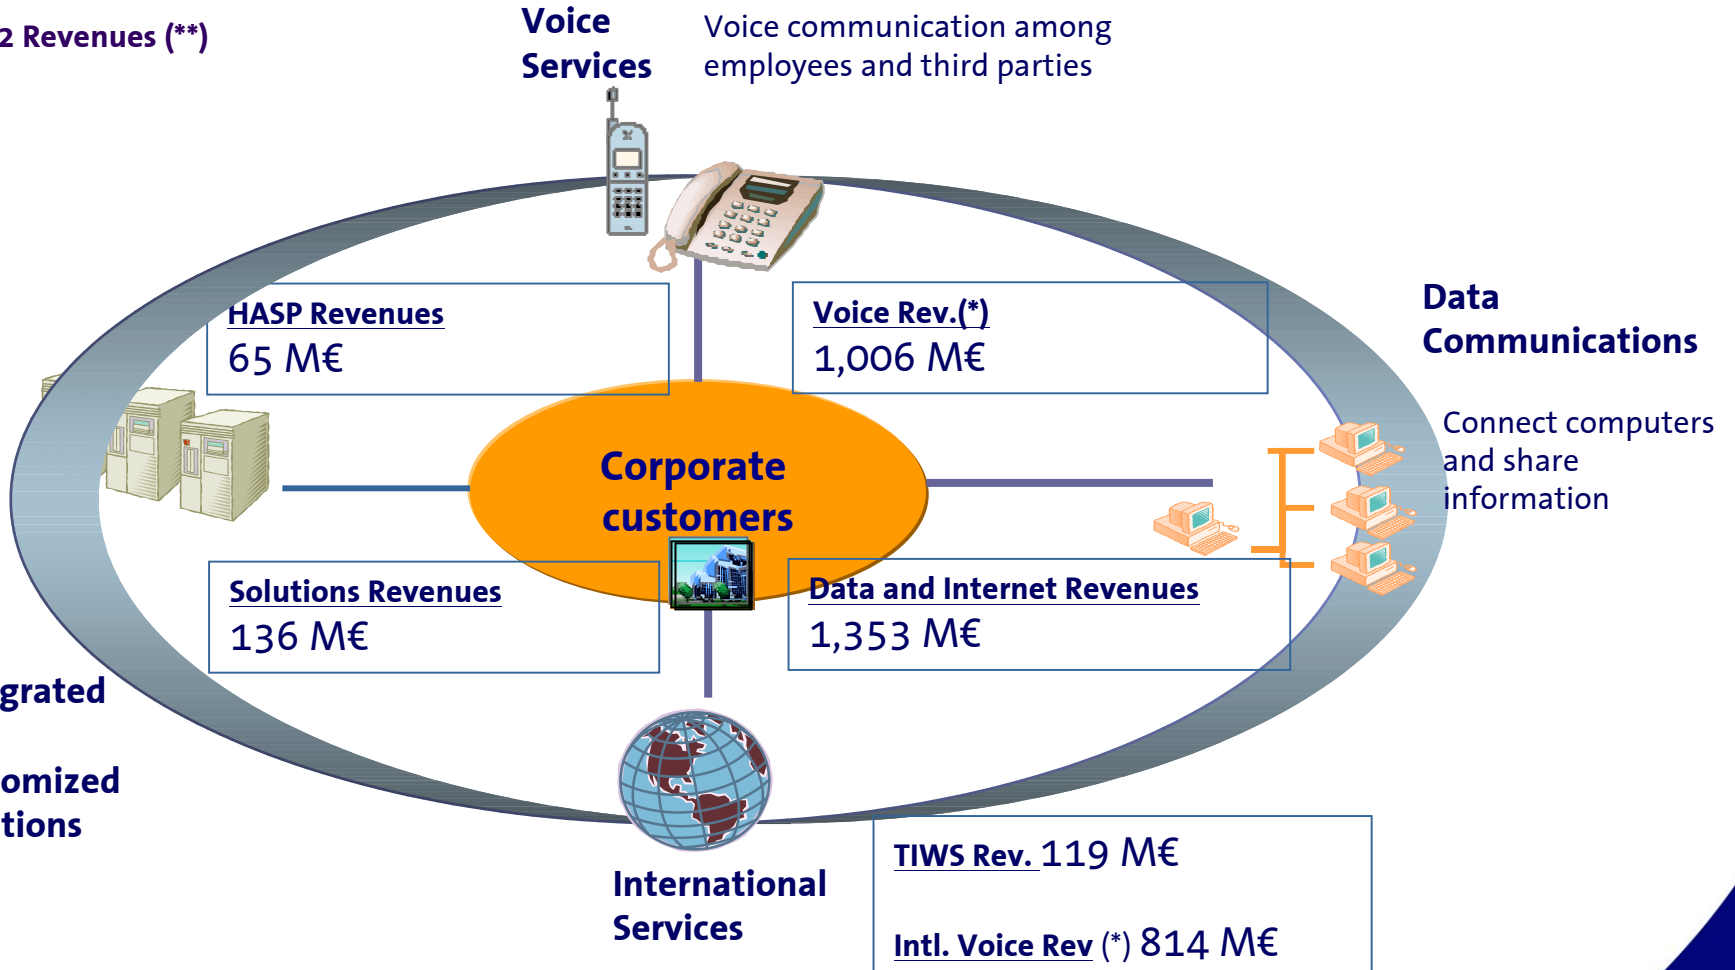 2 Revenues (**)
Voice
Services
Voice communication among
employees and third parties
HASP Revenues
65 M€
Voice Rev.(*)
1,006 M€
Data
Communications
Connect computers
and share
information
Corporate
customers
Solutions Revenues
136 M€
Data and Internet Revenues
1,353 M€
grated
omized
tions
International
Services
TIWS Rev. 119 M€
Intl. Voice Rev (*) 814 M€